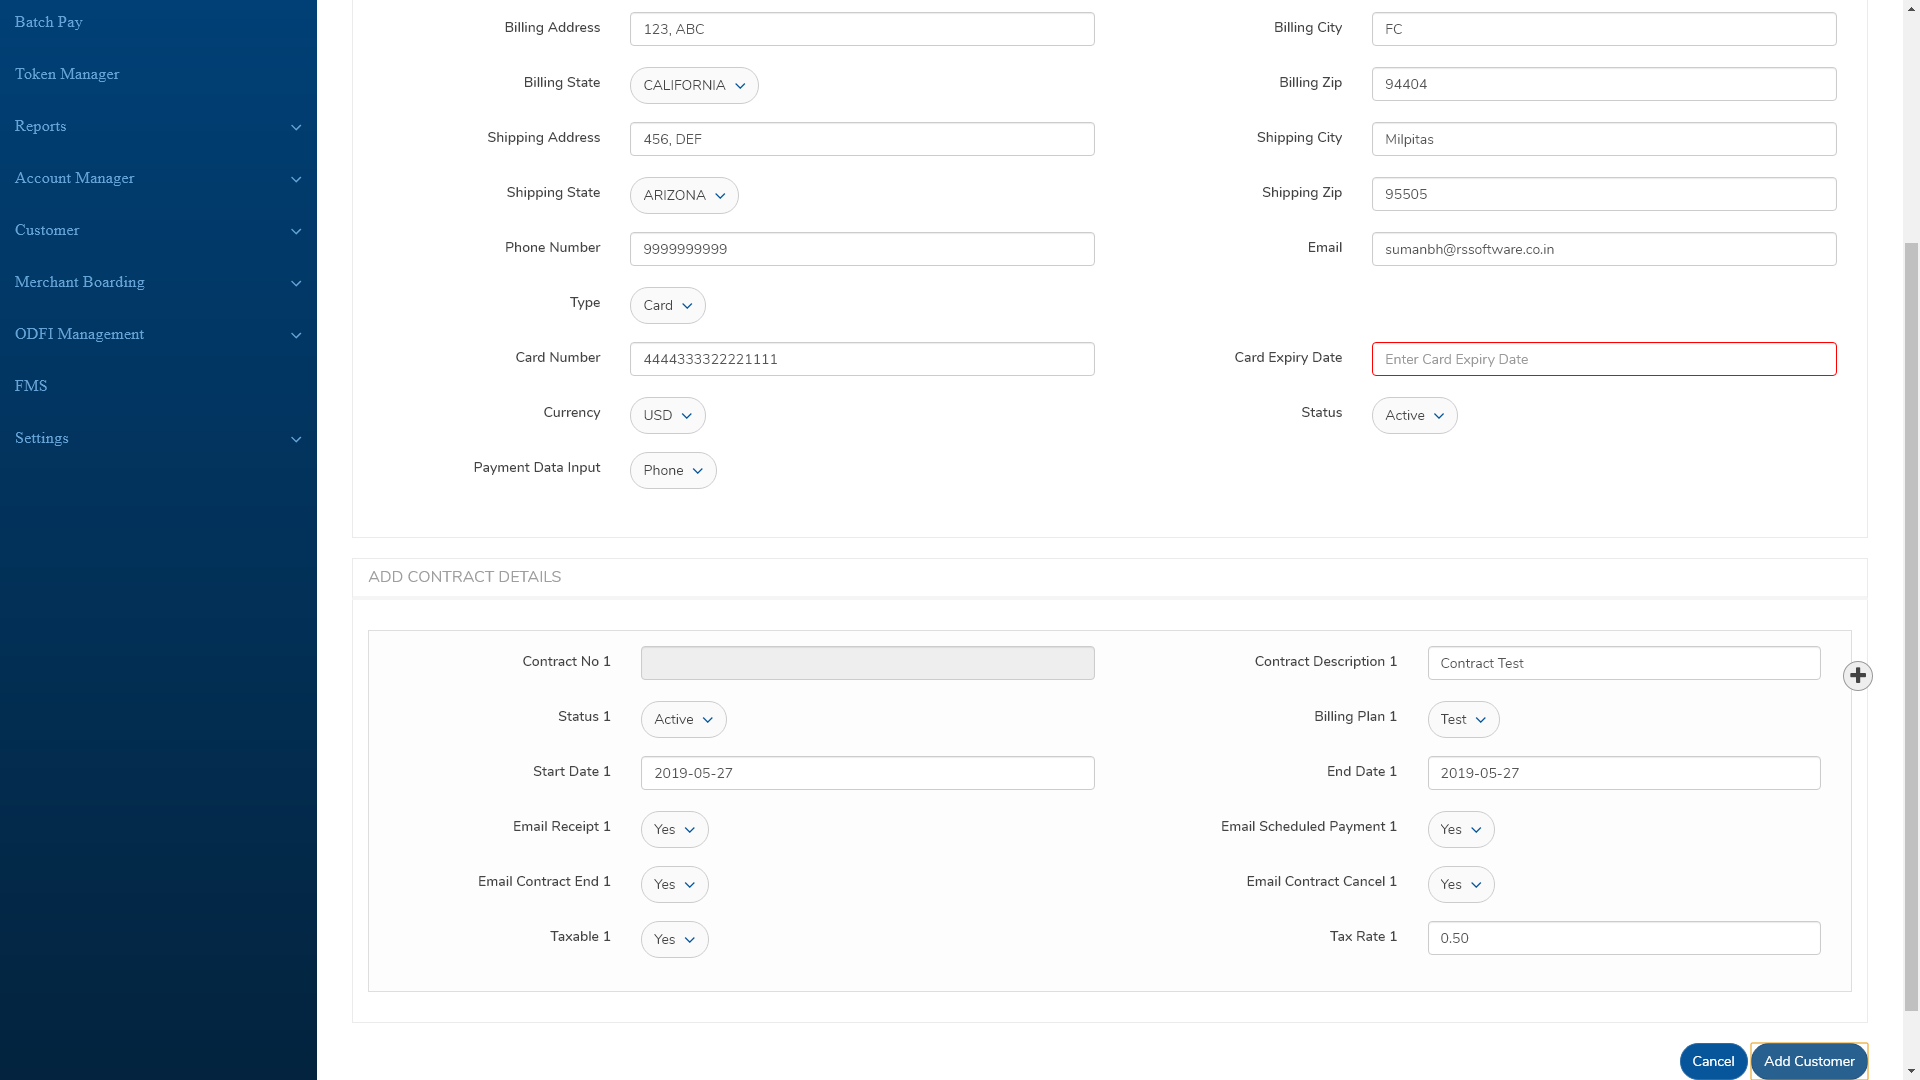 Batch Pay
Token Manager
Reports
Account Manager
Customer
Merchant Boarding
ODFI Management
FMS
Settings
Billing Address 123, ABC Billing City FC
Billing State CALIFORNIA Billing Zip 94404
Shipping Address 456, DEF Shipping City Milpitas
Shipping State ARIZONA Shipping Zip 95505
Phone Number 9999999999 Email sumanbh@rssoftware.co.in
Type Card
Card Number 4444333322221111 Card Expiry Date Enter Card Expiry Date
Currency USD Status Active
Payment Data Input Phone
ADD CONTRACT DETAILS
Contract No 1 Contract Description 1 Contract Test
Status 1 Active Billing Plan 1 Test
Start Date 1 2019-05-27 End Date 1 2019-05-27
Email Receipt 1 Yes Email Scheduled Payment 1 Yes
Email Contract End 1 Yes Email Contract Cancel 1 Yes
Taxable 1 Yes Tax Rate 1 0.50
Cancel Add Customer